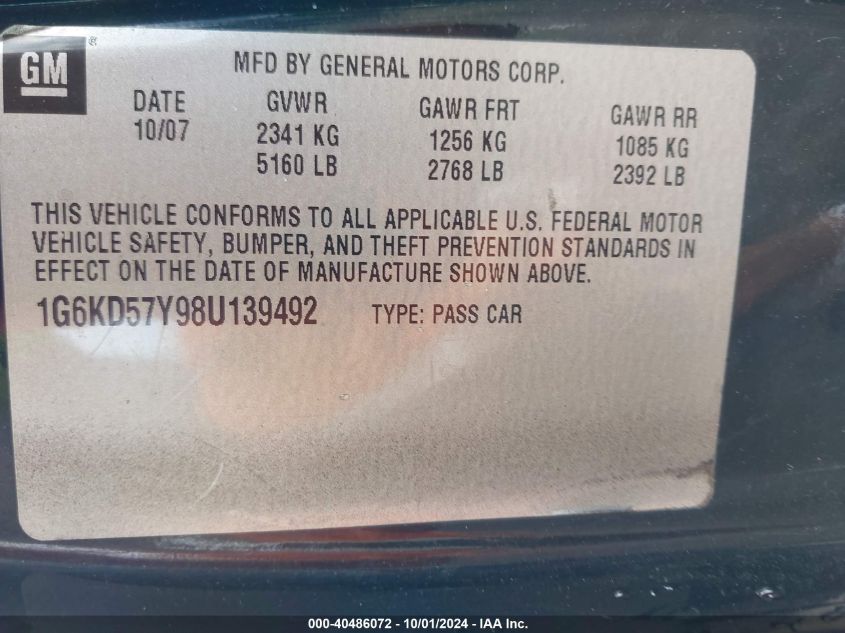 GM ®
MFD BY GENERAL MOTORS CORP.
DATE GVWR GAWR FRT GAWR RR
10/07 2341 KG 1256 KG 1085 KG
5160 LB 2768 LB 2392 LB
THIS VEHICLE CONFORMS TO ALL APPLICABLE U.S. FEDERAL MOTOR
VEHICLE SAFETY, BUMPER, AND THEFT PREVENTION STANDARDS IN
EFFECT ON THE DATE OF MANUFACTURE SHOWN ABOVE.
1G6KD57Y98U139492 TYPE: PASS CAR
000-40486072 - 10/01/2024 - IAA Inc.